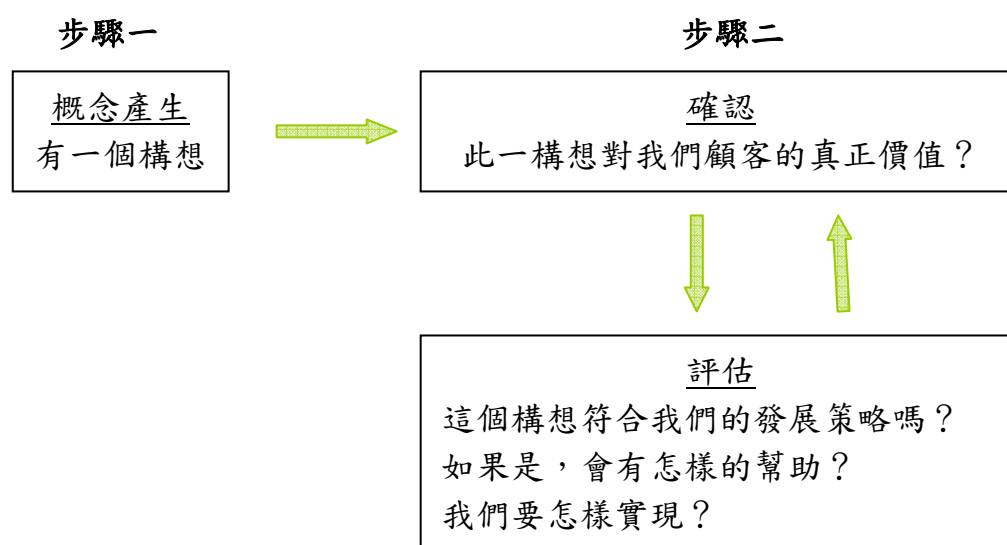 步驟一
步驟二
概念產生
有一個構想
確認
此一構想對我們顧客的真正價值？
評估
這個構想符合我們的發展策略嗎？
如果是，會有怎樣的幫助？
我們要怎樣實現？